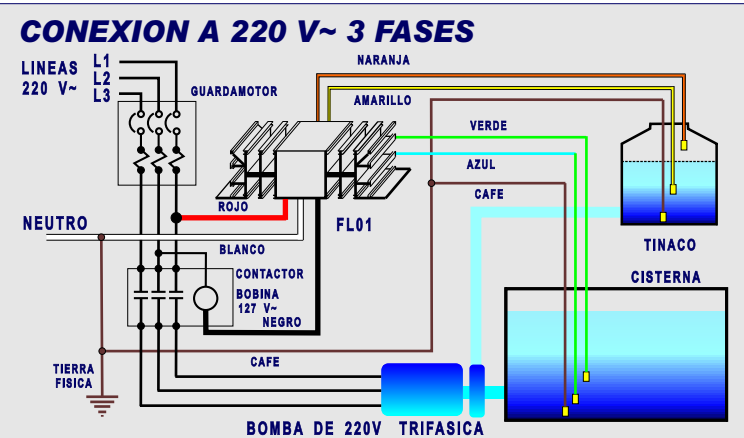 CONEXION A 220 V~ 3 FASES
LINEAS
220 V~
L1
L2
L3
GUARDAMOTOR
NARANJA
AMARILLO
VERDE
AZUL
CAFE
ROJO
FL01
NEUTRO
BLANCO
TINACO
CISTERNA
CONTACTOR
BOBINA
127 V~
NEGRO
TIERRA
FISICA
CAFE
BOMBA DE 220V TRIFASICA